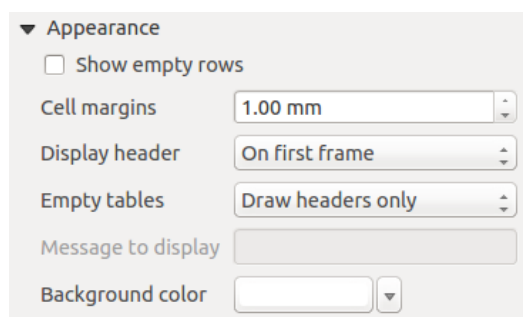 Appearance
Show empty rows
Cell margins 1.00 mm
Display header On first frame
Empty tables Draw headers only
Message to display
Background color